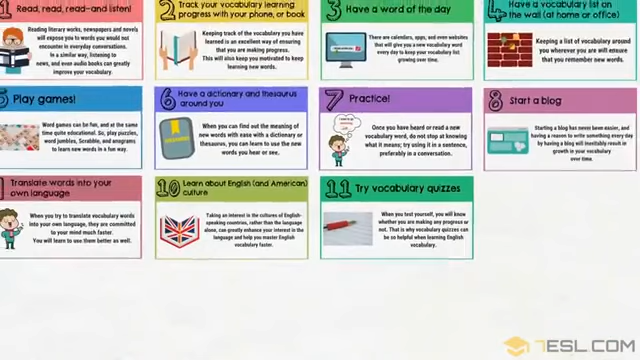 1 Read, read, read—and listen!
Reading literary works, newspapers and novels
will expose you to words you would not
encounter in everyday conversations.
In a similar way, listening to
news, and even audio books can greatly
improve your vocabulary.
2 Track your vocabulary learning
progress with your phone, or book
Keeping track of the vocabulary you have
learned is an excellent way of ensuring
that you are making progress.
This will also keep you motivated to keep
learning new words.
3 Have a word of the day
There are calendars, apps, and even websites
that will give you a new vocabulary word
every day to keep your vocabulary list
growing over time.
4 Have a vocabulary list on
the wall (at home or office)
Keeping a list of vocabulary around
you wherever you are will ensure
that you remember new words.
5 Play games!
Word games can be fun, and at the same
time quite educational. So, play puzzles,
word jumbles, Scrabble, and anagrams
to learn new words in a fun way.
6 Have a dictionary and thesaurus
around you
When you can find out the meaning of
new words with ease with a dictionary or
thesaurus, you can learn to use the new
words you hear or see.
7 Practice!
Once you have heard or read a new
vocabulary word, do not stop at knowing
what it means; try using it in a sentence,
preferably in a conversation.
8 Start a blog
Starting a blog has never been easier, and
having a reason to write something every day
by having a blog will inevitably result in
growth in your vocabulary
over time.
Translate words into your
own language
When you try to translate vocabulary words
into your own language, they are
committed to your mind much faster.
You will learn to use them better as well.
10 Learn about English (and American)
culture
Taking an interest in the cultures of English-
speaking countries, rather than the language
alone, can greatly enhance your interest in the
language and help you master English
vocabulary faster.
11 Try vocabulary quizzes
When you test yourself, you will know
whether you are making any progress or
not. That is why vocabulary quizzes can
be so helpful when learning English
vocabulary.
7ESL.COM